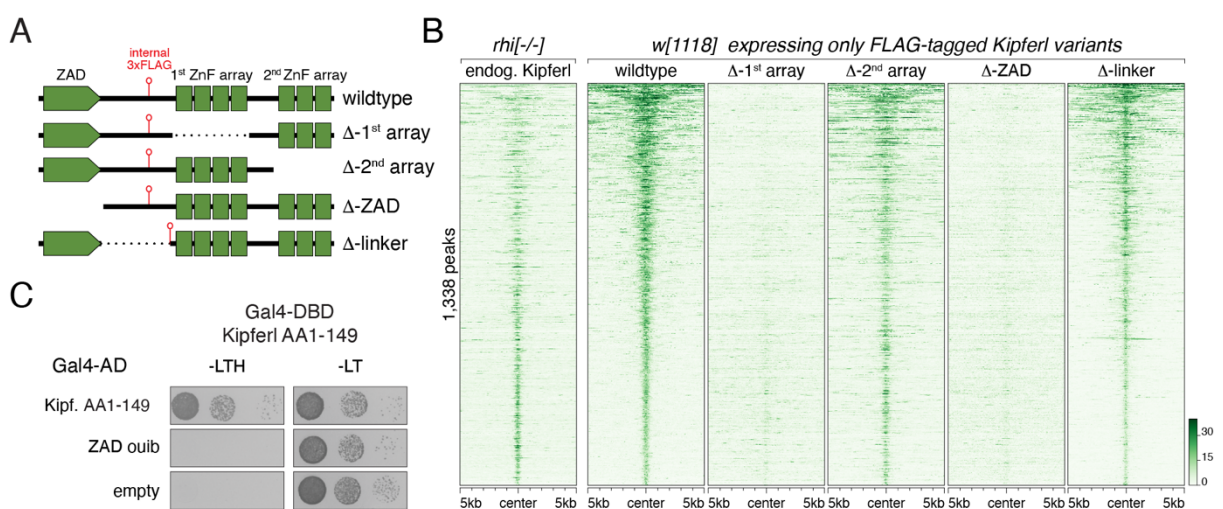 A
ZAD
internal
3xFLAG
1st ZnF array
2nd ZnF array
wildtype
Δ-1st array
Δ-2nd array
Δ-ZAD
Δ-linker
B
rhi[-/-]
w[1118] expressing only FLAG-tagged Kipferl variants
endog. Kipferl
wildtype
Δ-1st array
Δ-2nd array
Δ-ZAD
Δ-linker
1,338 peaks
30
15
0
5kb center 5kb
5kb center 5kb
5kb center 5kb
5kb center 5kb
5kb center 5kb
5kb center 5kb
C
Gal4-DBD
Kipferl AA1-149
Gal4-AD
-LTH
-LT
Kipf. AA1-149
ZAD ouib
empty